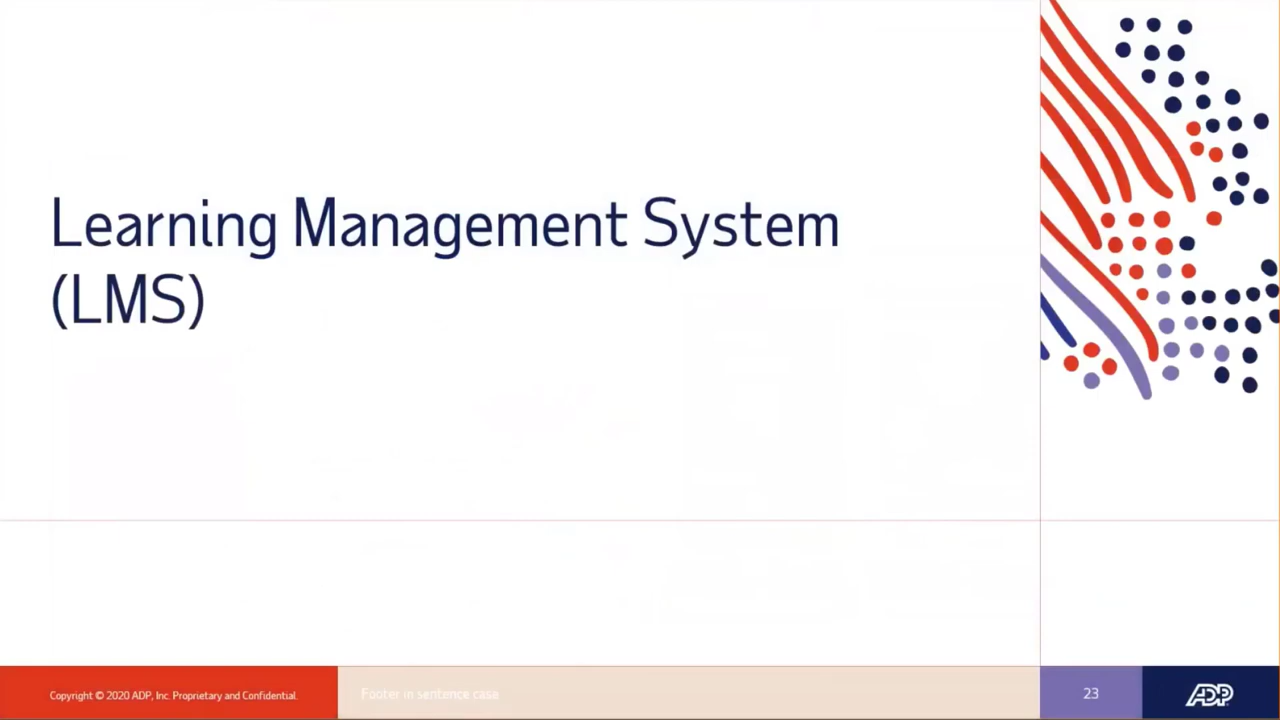 Learning Management System
(LMS)
Copyright © 2020 ADP, Inc. Proprietary and Confidential.
Footer in sentence case
23
ADP